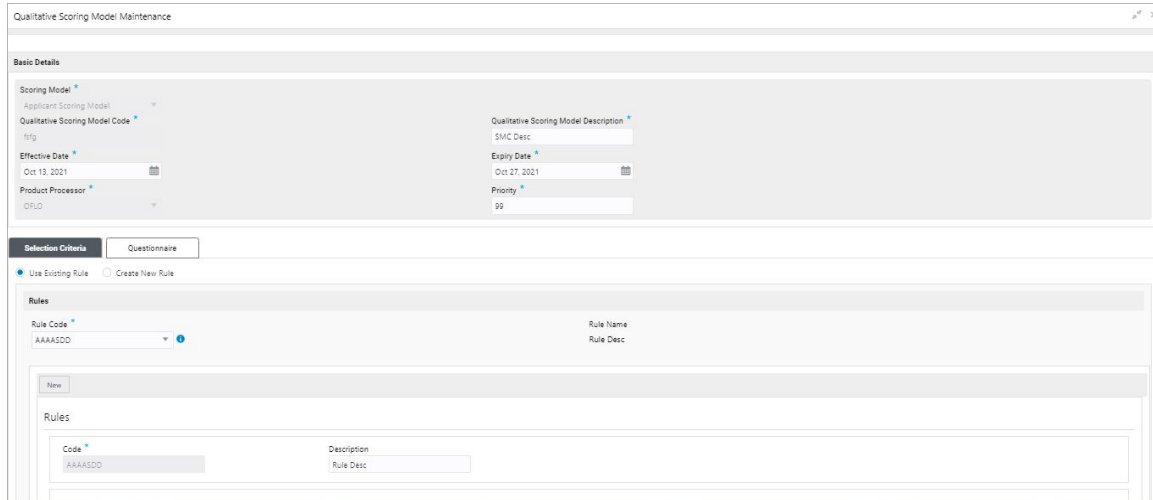 Qualitative Scoring Model Maintenance
Basic Details
Scoring Model *
Applicant Scoring Model
Qualitative Scoring Model Code *
Qualitative Scoring Model Description *
fsfg
SMC Desc
Effective Date *
Expiry Date *
Oct 13, 2021
Oct 27, 2021
Product Processor *
Priority *
OFLO
99
Selection Criteria
Questionnaire
Use Existing Rule
Create New Rule
Rules
Rule Code *
Rule Name
AAAASDD
Rule Desc
New
Rules
Code *
Description
AAAASDD
Rule Desc